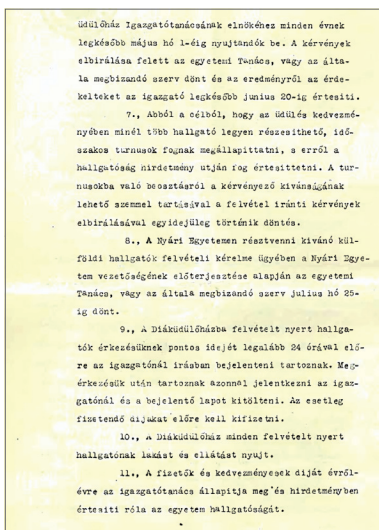 üdülőház Igazgatótanácsának elnökéhez minden évnek
legkésőbb május hó 1-éig nyujtandók be. A kérvények
elbirálása felett az egyetemi Tanács, vagy az álta-
la megbizandó szerv dönt és az eredményről az érde-
kelteket az igazgató legkésőbb junius 20-ig értesiti.
7., Abból a célból, hogy az üdülés kedvezmé-
nyében minél több hallgató legyen részesithető, idő-
szakos turnusok fognak megállapittatni, s erről a
hallgatóság hirdetmény utján fog értesittetni. A tur-
nusokba való beosztásról a kérvényező kivánságának
lehető szemmel tartásával a felvétel iránti kérvények
elbirálásával egyidejüleg történik döntés.
8., A Nyári Egyetemen résztvenni kivánó kül-
földi hallgatók felvételi kérelme ügyében a Nyári Egye-
tem vezetőségének előterjesztése alapján az egyetemi
Tanács, vagy az általa megbizandó szerv julius hó 25-
ig dönt.
9., A Diáküdülőházba felvételt nyert hallga-
tók érkezésüknek pontos idejét legalább 24 órával elő-
re az igazgatónál irásban bejelenteni tartoznak. Meg-
érkezésük után tartoznak azonnal jelentkezni az igaz-
gatónál és a bejelentő lapot kitölteni. Az esetleg
fizetendő dijakat előre kell kifizetni.
10., A Diáküdülőház minden felvételt nyert
hallgatónak lakást és ellátást nyujt.
11., A fizetők és kedvezményesek diját évről-
évre az igazgatótanács állapitja meg és hirdetményben
értesiti róla az egyetem hallgatóságát.